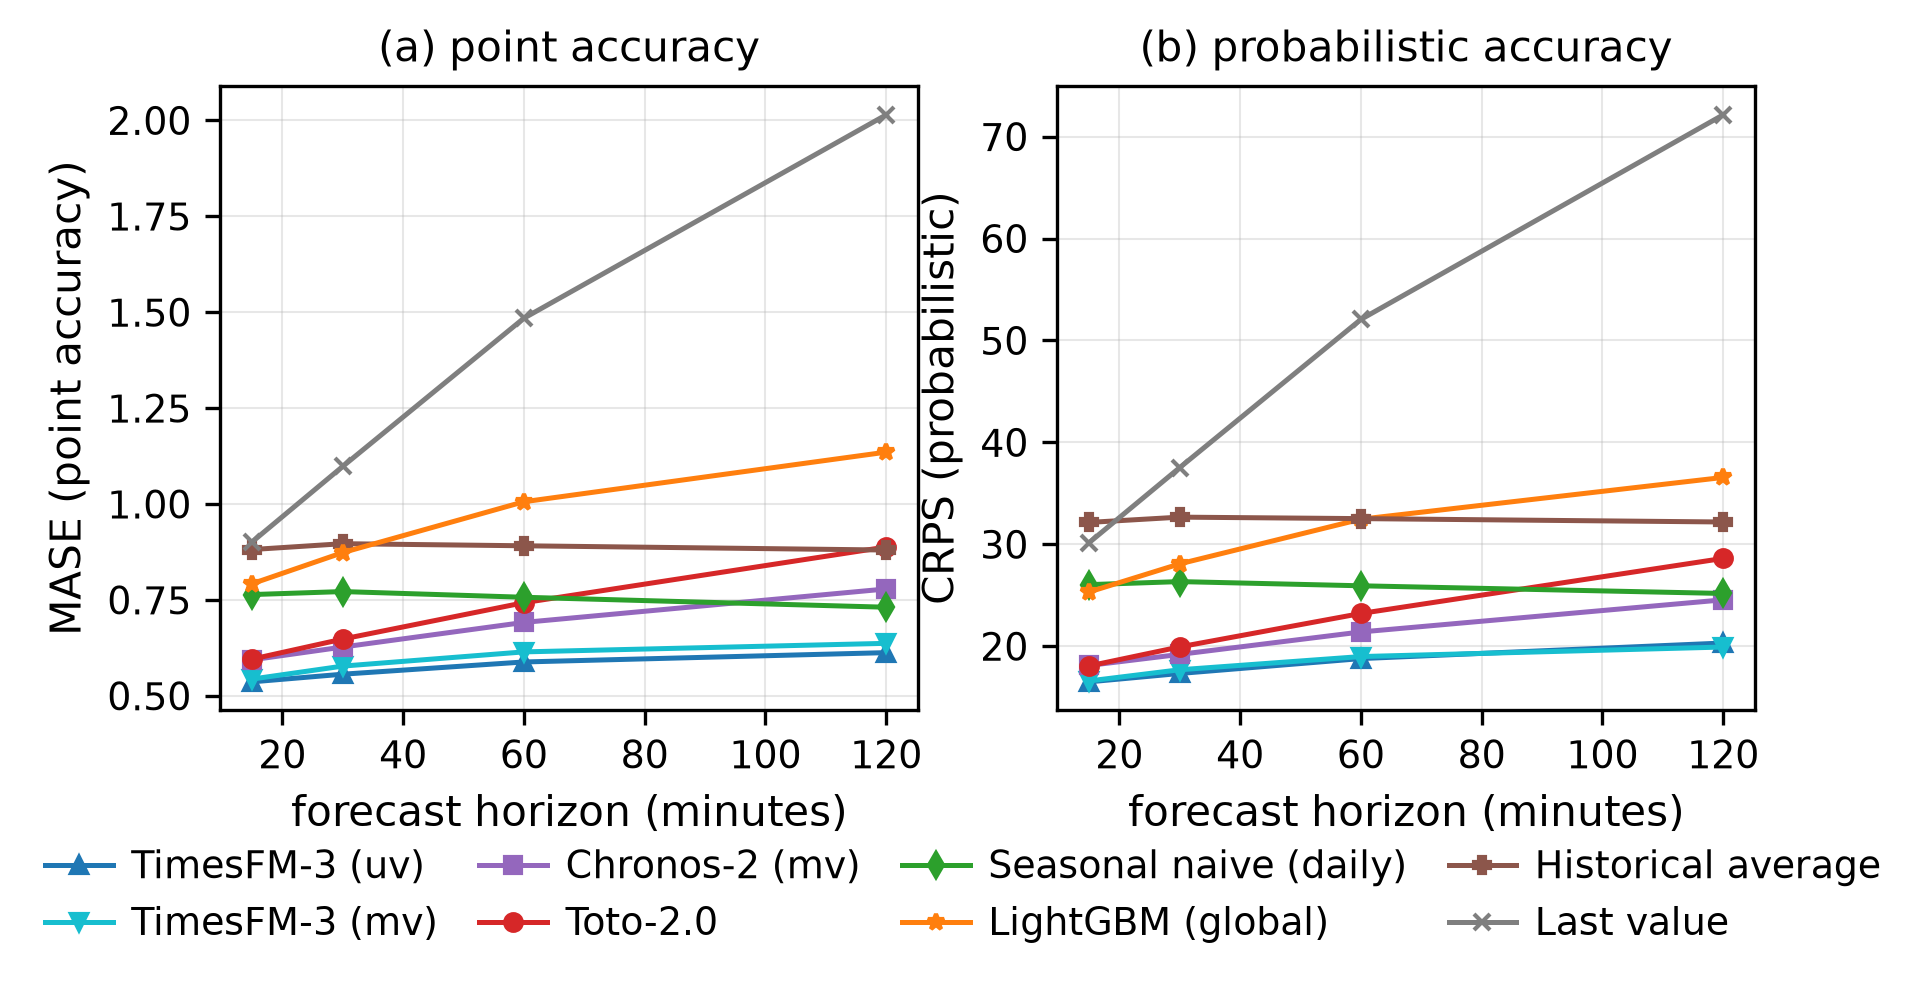 (a) point accuracy
MASE (point accuracy)
2.00
1.75
1.50
1.25
1.00
0.75
0.50
20 40 60 80 100 120
forecast horizon (minutes)
(b) probabilistic accuracy
CRPS (probabilistic)
70
60
50
40
30
20
20 40 60 80 100 120
forecast horizon (minutes)
TimesFM-3 (uv) Chronos-2 (mv) Seasonal naive (daily) Historical average
TimesFM-3 (mv) Toto-2.0 LightGBM (global) Last value